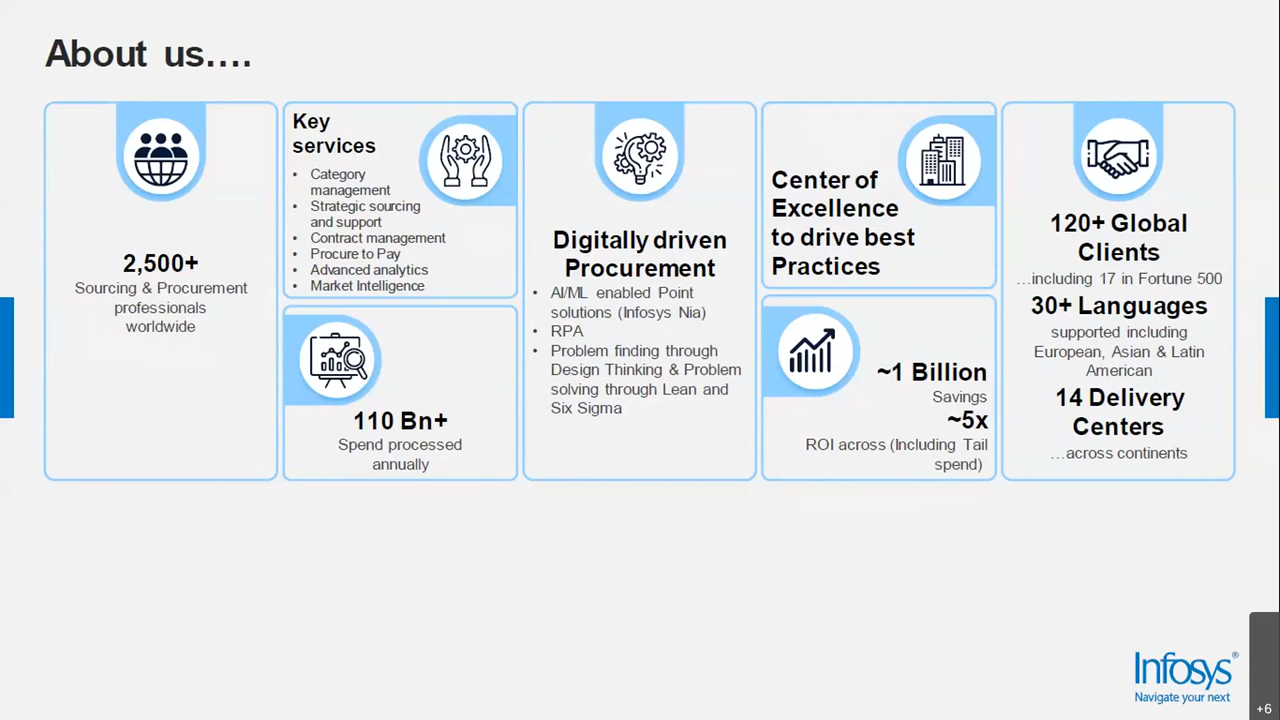 About us....
2,500+
Sourcing & Procurement
professionals
worldwide
Key
services
• Category
management
• Strategic sourcing
and support
• Contract management
• Procure to Pay
• Advanced analytics
• Market Intelligence
110 Bn+
Spend processed
annually
Digitally driven
Procurement
• AI/ML enabled Point
solutions (Infosys Nia)
• RPA
• Problem finding through
Design Thinking & Problem
solving through Lean and
Six Sigma
Center of
Excellence
to drive best
Practices
~1 Billion
Savings
~5x
ROI across (Including Tail
spend)
120+ Global
Clients
...including 17 in Fortune 500
30+ Languages
supported including
European, Asian & Latin
American
14 Delivery
Centers
...across continents
Infosys®
Navigate your next
+6